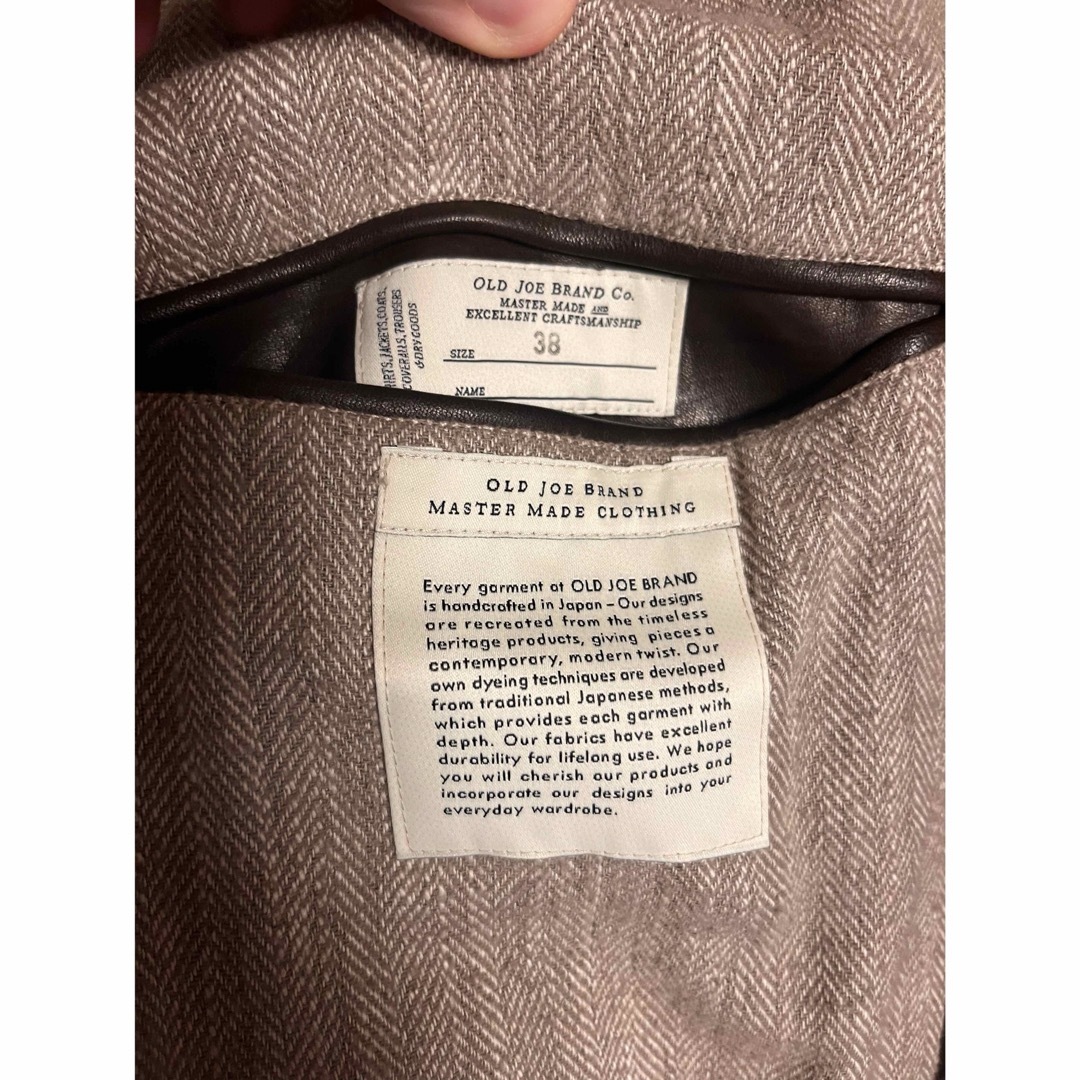 OLD JOE BRAND CO.
MASTER MADE AND
EXCELLENT CRAFTSMANSHIP
SIZE 38
NAME
JACKETS, COATS,
COVERALLS, TROUSERS
& DRY GOODS
OLD JOE BRAND
MASTER MADE CLOTHING
Every garment at OLD JOE BRAND
is handcrafted in Japan – Our designs
are recreated from the timeless
heritage products, giving pieces a
contemporary, modern twist. Our
own dyeing techniques are developed
from traditional Japanese methods,
which provides each garment with
depth. Our fabrics have excellent
durability for lifelong use. We hope
you will cherish our products and
incorporate our designs into your
everyday wardrobe.